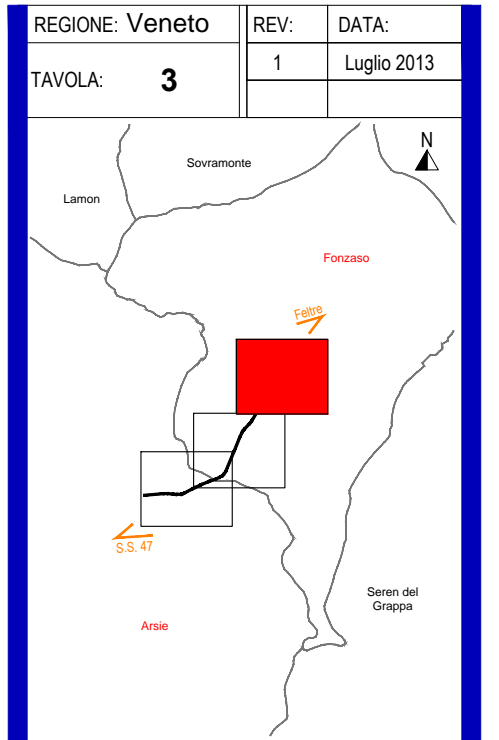 REGIONE: Veneto
REV:
DATA:
TAVOLA: 3
1
Luglio 2013
N
Sovramonte
Lamon
Fonzaso
Feltre
S.S. 47
Seren del
Grappa
Arsie